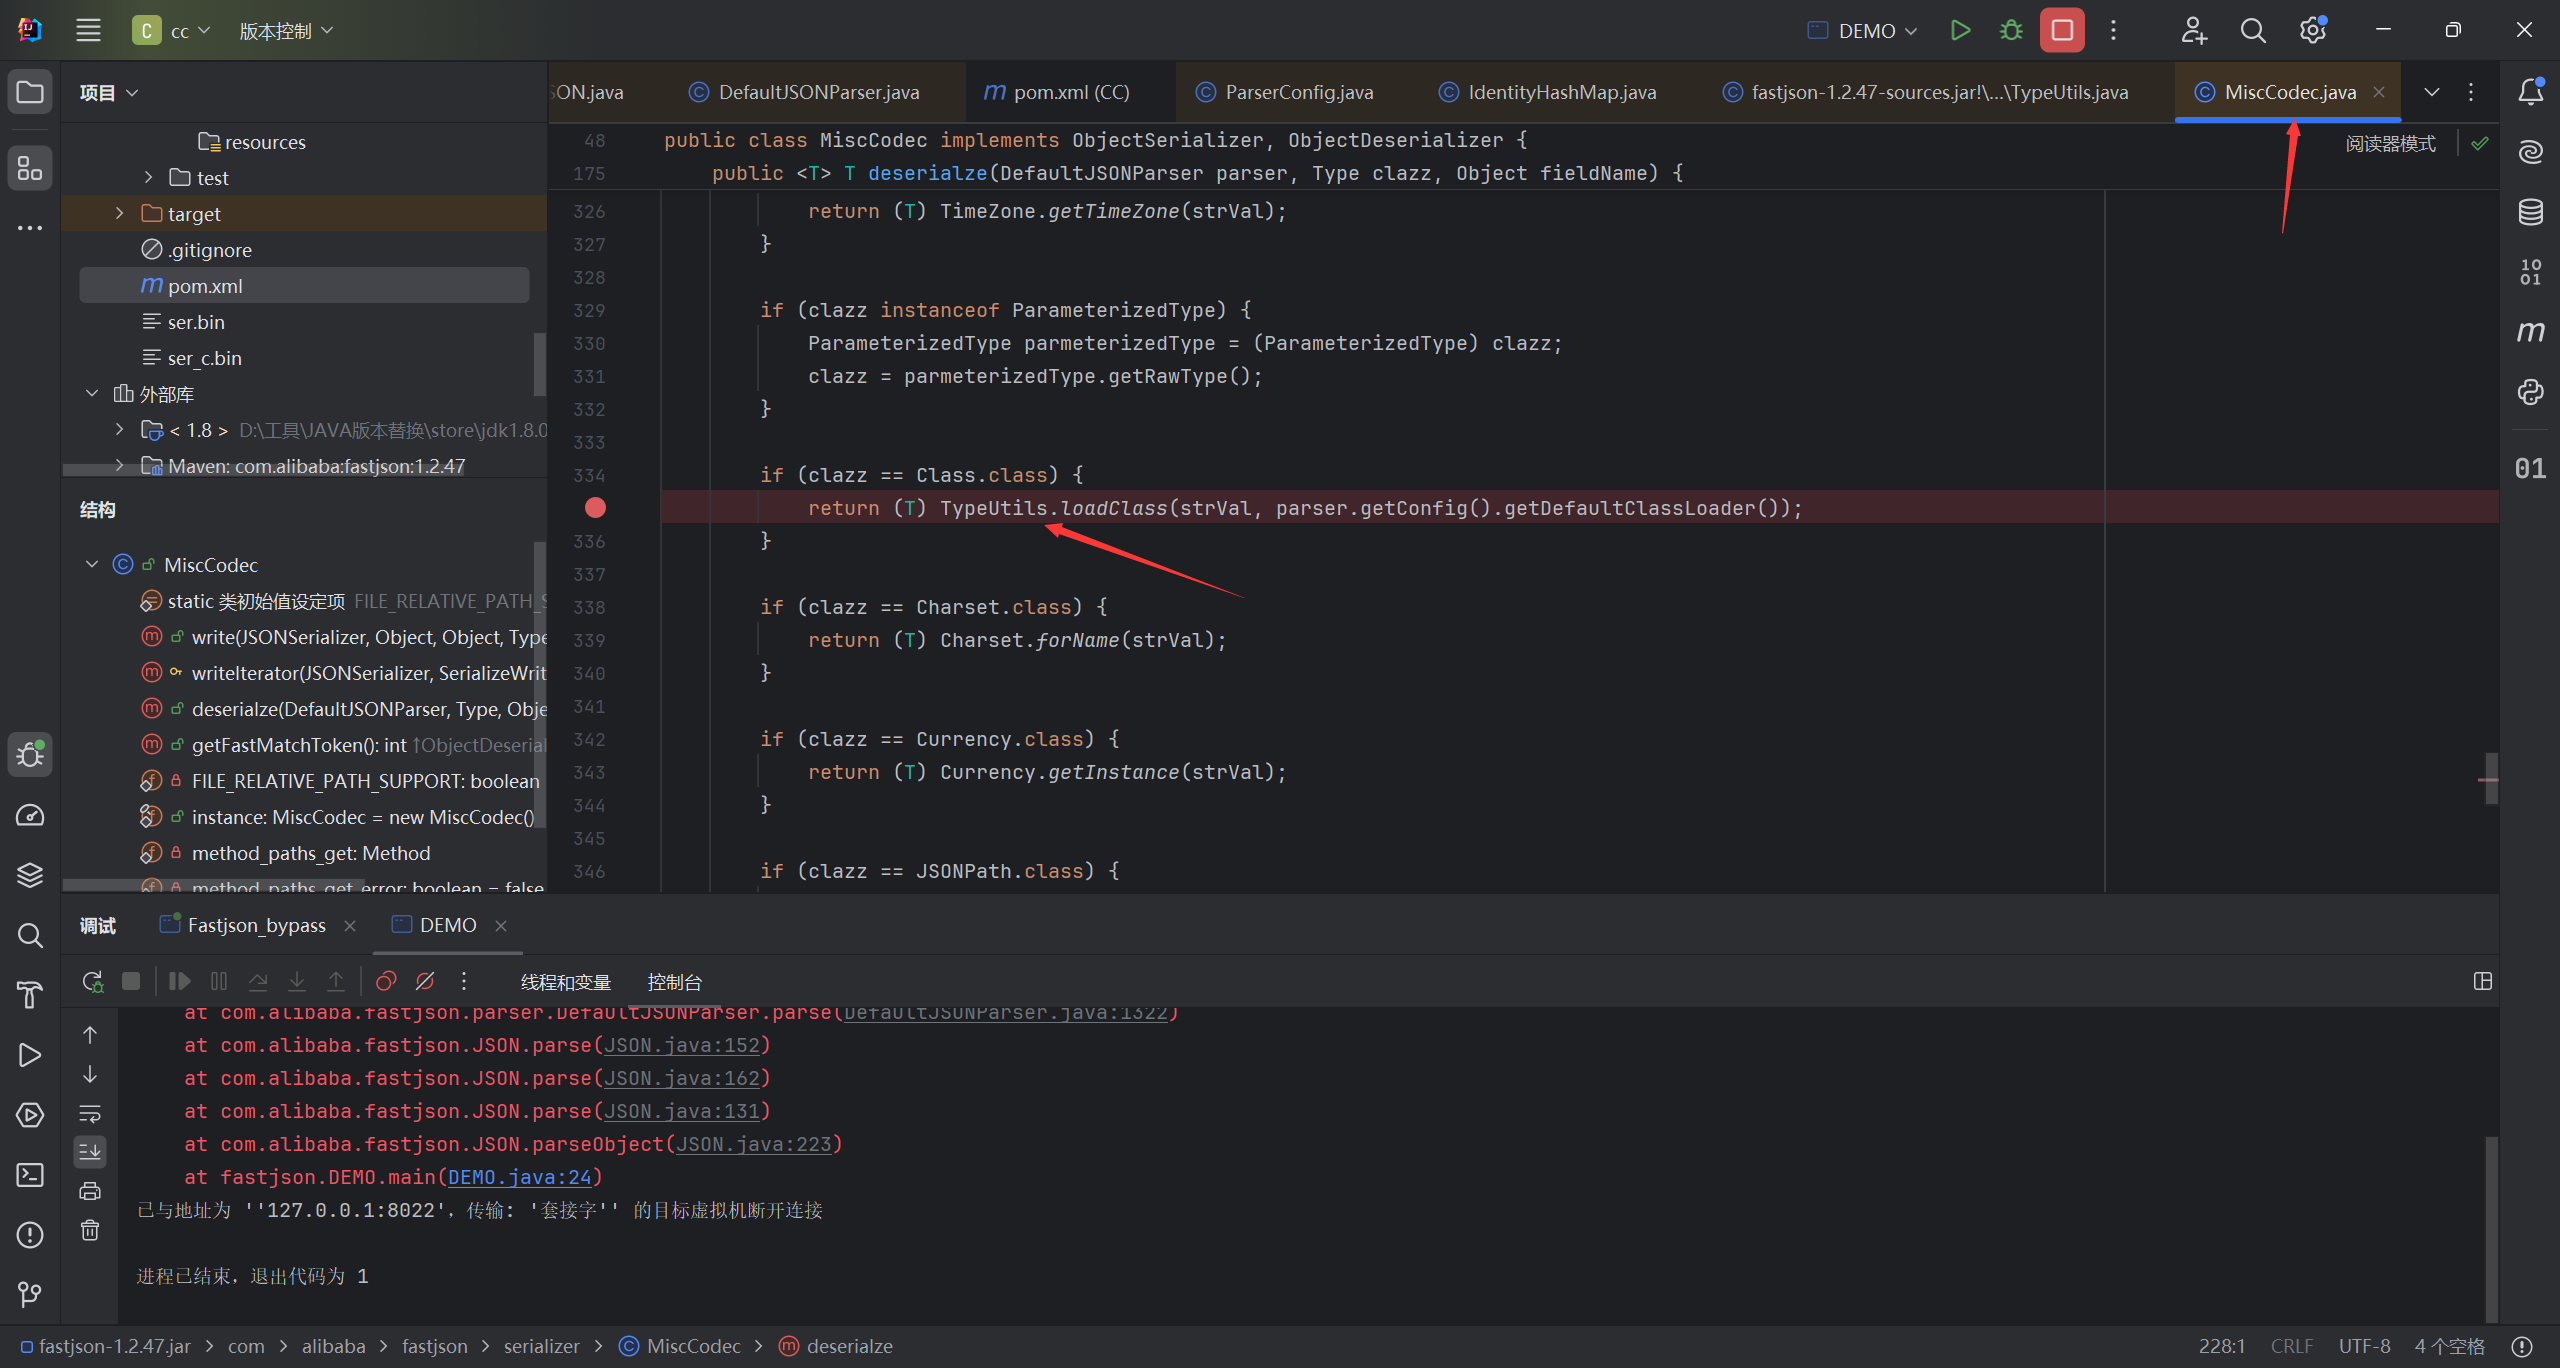 C cc 版本控制 DEMO
项目
SON.java DefaultJSONParser.java pom.xml (CC) ParserConfig.java IdentityHashMap.java fastjson-1.2.47-sources.jar!\...\TypeUtils.java MiscCodec.java
resources
test
target
.gitignore
pom.xml
ser.bin
ser_c.bin
外部库
< 1.8 > D:\工具\JAVA版本替换\store\jdk1.8.0
Maven: com.alibaba:fastjson:1.2.47
结构
MiscCodec
static 类初始值设定项 FILE_RELATIVE_PATH_S
write(JSONSerializer, Object, Object, Type
writeIterator(JSONSerializer, SerializeWrit
deserialze(DefaultJSONParser, Type, Obje
getFastMatchToken(): int ↑ObjectDeserial
FILE_RELATIVE_PATH_SUPPORT: boolean
instance: MiscCodec = new MiscCodec()
method_paths_get: Method
method_paths_get_error: boolean = false
阅读器模式
48 public class MiscCodec implements ObjectSerializer, ObjectDeserializer {
175 public <T> T deserialze(DefaultJSONParser parser, Type clazz, Object fieldName) {
326 return (T) TimeZone.getTimeZone(strVal);
327 }
328
329 if (clazz instanceof ParameterizedType) {
330 ParameterizedType parmeterizedType = (ParameterizedType) clazz;
331 clazz = parmeterizedType.getRawType();
332 }
333
334 if (clazz == Class.class) {
return (T) TypeUtils.loadClass(strVal, parser.getConfig().getDefaultClassLoader());
336 }
337
338 if (clazz == Charset.class) {
339 return (T) Charset.forName(strVal);
340 }
341
342 if (clazz == Currency.class) {
343 return (T) Currency.getInstance(strVal);
344 }
345
346 if (clazz == JSONPath.class) {
10
01
m
01
调试 Fastjson_bypass DEMO
线程和变量 控制台
at com.alibaba.fastjson.parser.DefaultJSONParser.parse(DefaultJSONParser.java:1322)
at com.alibaba.fastjson.JSON.parse(JSON.java:152)
at com.alibaba.fastjson.JSON.parse(JSON.java:162)
at com.alibaba.fastjson.JSON.parse(JSON.java:131)
at com.alibaba.fastjson.JSON.parseObject(JSON.java:223)
at fastjson.DEMO.main(DEMO.java:24)
已与地址为 ''127.0.0.1:8022'，传输: '套接字'' 的目标虚拟机断开连接
进程已结束，退出代码为 1
fastjson-1.2.47.jar > com > alibaba > fastjson > serializer > MiscCodec > deserialze 228:1 CRLF UTF-8 4 个空格